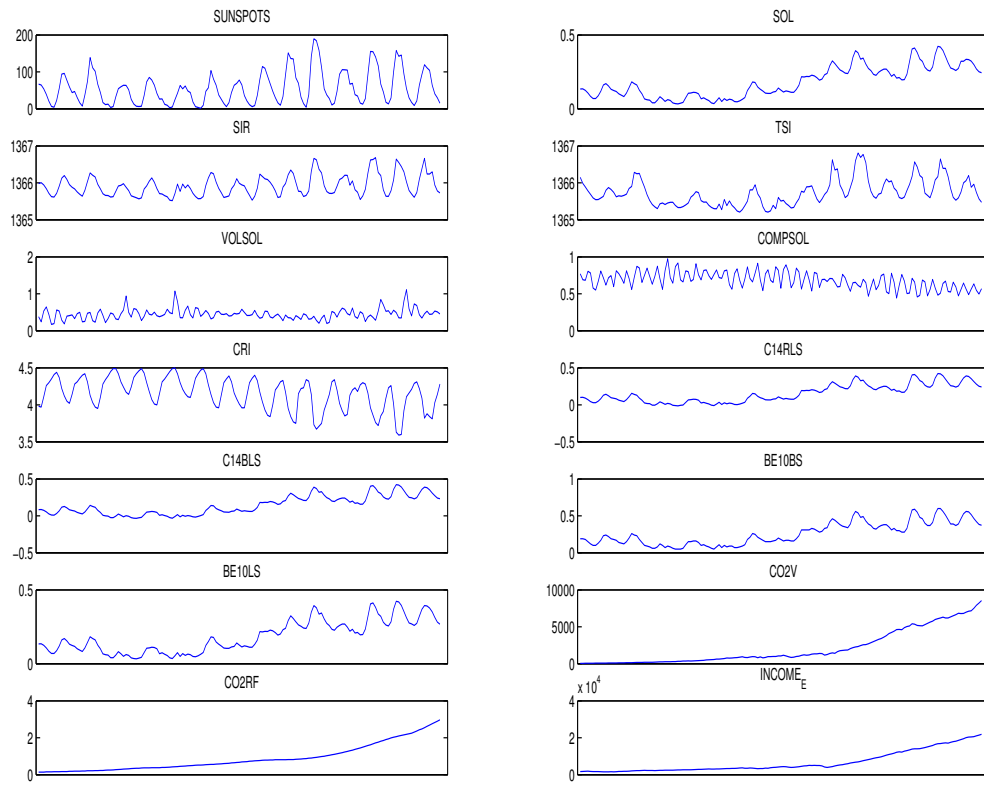 SUNSPOTS
200
100
0
SOL
0.5
0
SIR
1367
1366
1365
TSI
1367
1366
1365
VOLSOL
2
1
0
COMPSOL
1
0.5
0
CRI
4.5
4
3.5
C14RLS
0.5
0
−0.5
C14BLS
0.5
0
−0.5
BE10BS
1
0.5
0
BE10LS
0.5
0
CO2V
10000
5000
0
CO2RF
4
2
0
x 10^4
INCOME_E
4
2
0